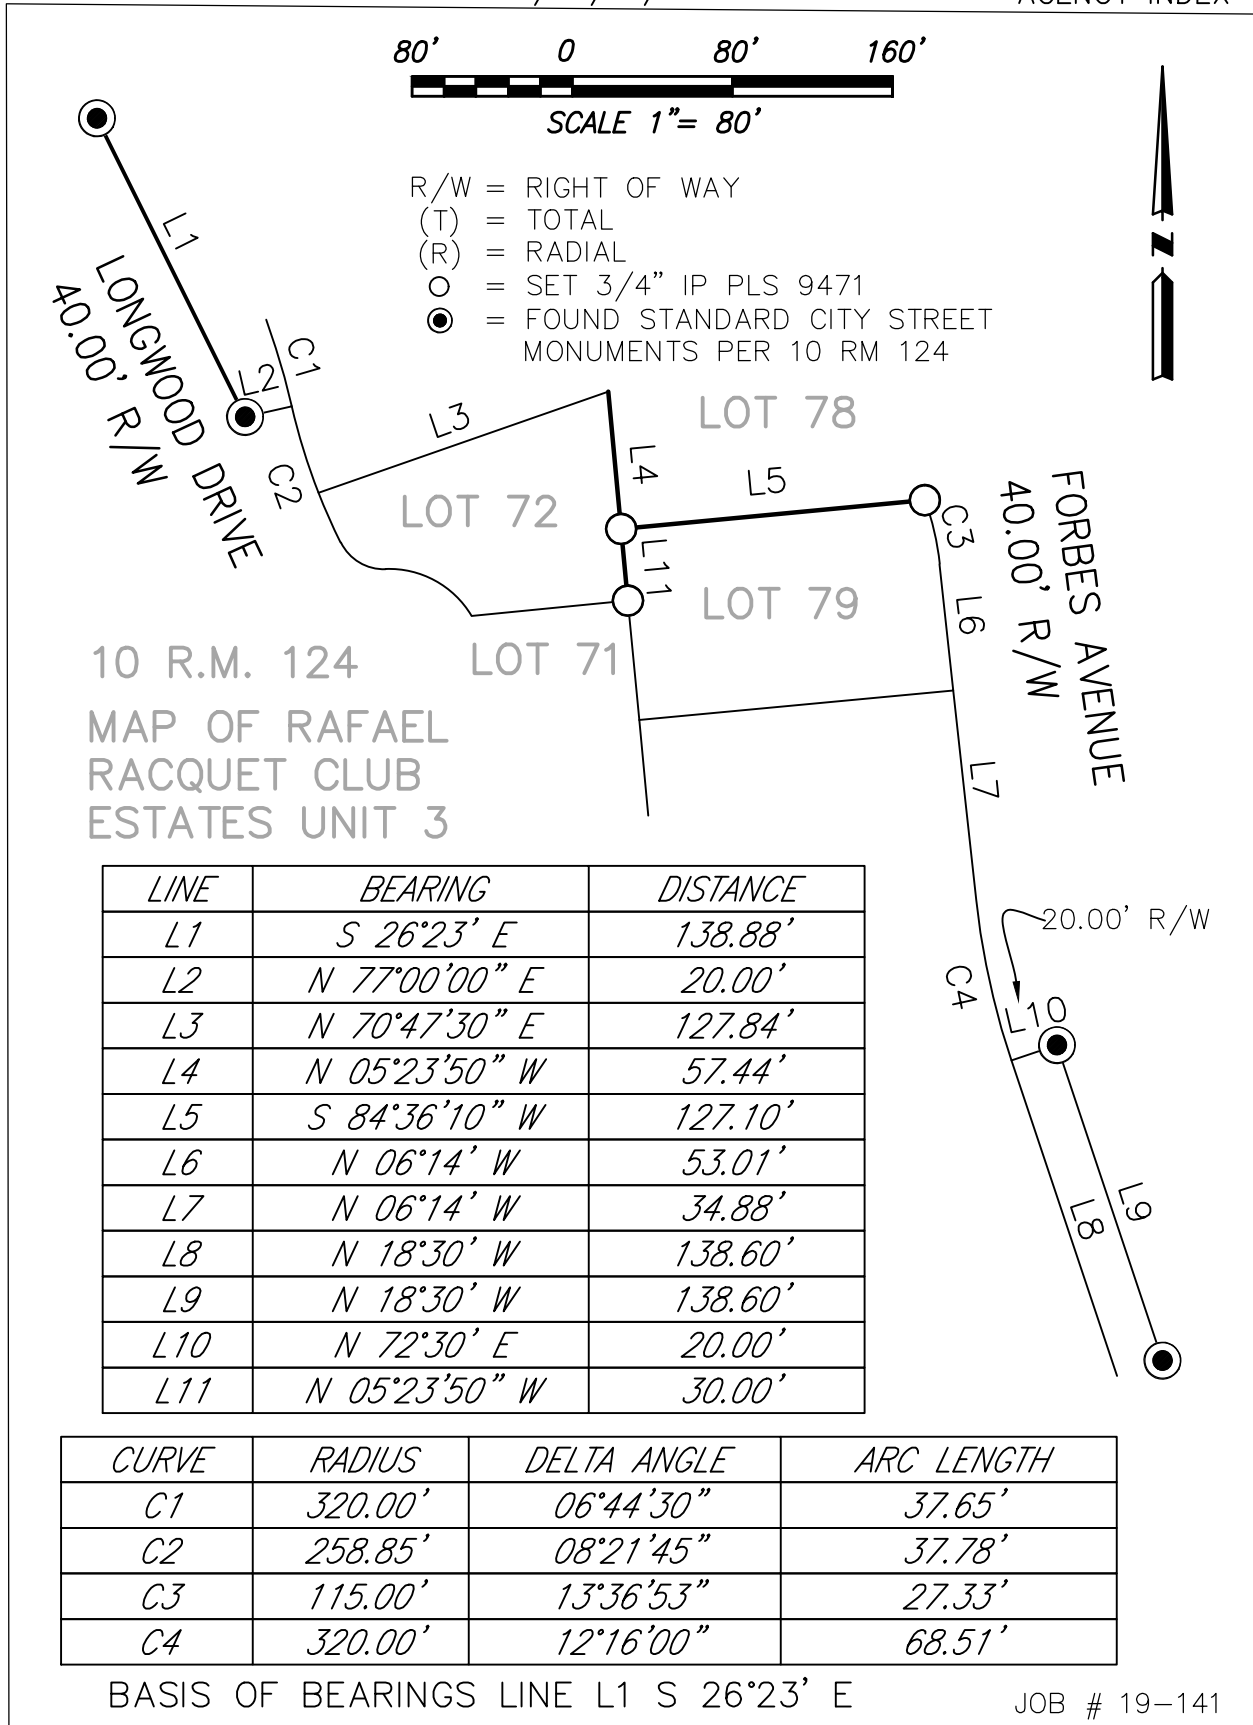 AGENCY INDEX
80' 0 80' 160'
SCALE 1"= 80'
R/W = RIGHT OF WAY
(T) = TOTAL
(R) = RADIAL
= SET 3/4" IP PLS 9471
= FOUND STANDARD CITY STREET
MONUMENTS PER 10 RM 124
N
L1
LONGWOOD DRIVE
40.00' R/W
L2
C1
C2
L3
L4
L5
L11
LOT 78
LOT 72
LOT 79
LOT 71
C3
L6
FORBES AVENUE
40.00' R/W
L7
10 R.M. 124
MAP OF RAFAEL
RACQUET CLUB
ESTATES UNIT 3
20.00' R/W
C4
L10
L8
L9
LINE BEARING DISTANCE
L1 S 26°23' E 138.88'
L2 N 77°00'00" E 20.00'
L3 N 70°47'30" E 127.84'
L4 N 05°23'50" W 57.44'
L5 S 84°36'10" W 127.10'
L6 N 06°14' W 53.01'
L7 N 06°14' W 34.88'
L8 N 18°30' W 138.60'
L9 N 18°30' W 138.60'
L10 N 72°30' E 20.00'
L11 N 05°23'50" W 30.00'
CURVE RADIUS DELTA ANGLE ARC LENGTH
C1 320.00' 06°44'30" 37.65'
C2 258.85' 08°21'45" 37.78'
C3 115.00' 13°36'53" 27.33'
C4 320.00' 12°16'00" 68.51'
BASIS OF BEARINGS LINE L1 S 26°23' E
JOB # 19-141